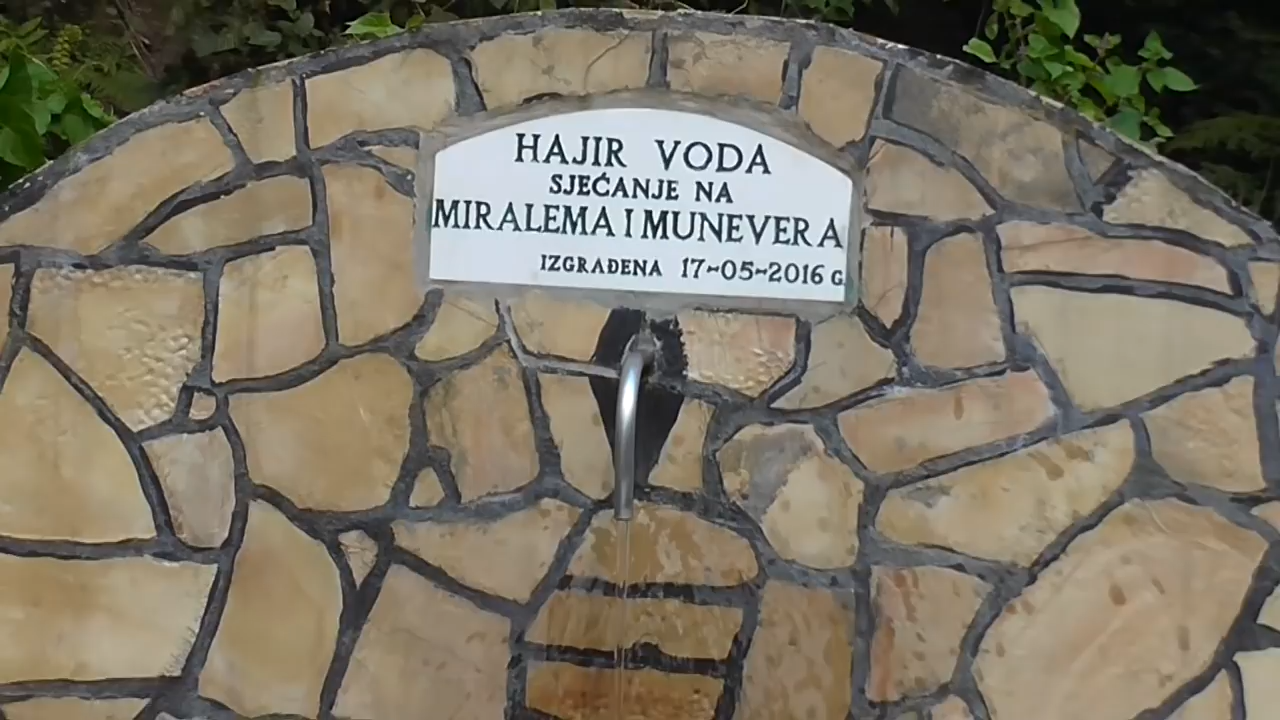 HAJIR VODA
SJEĆANJE NA
MIRALEMA I MUNEVERA
IZGRAĐENA 17-05-2016 G